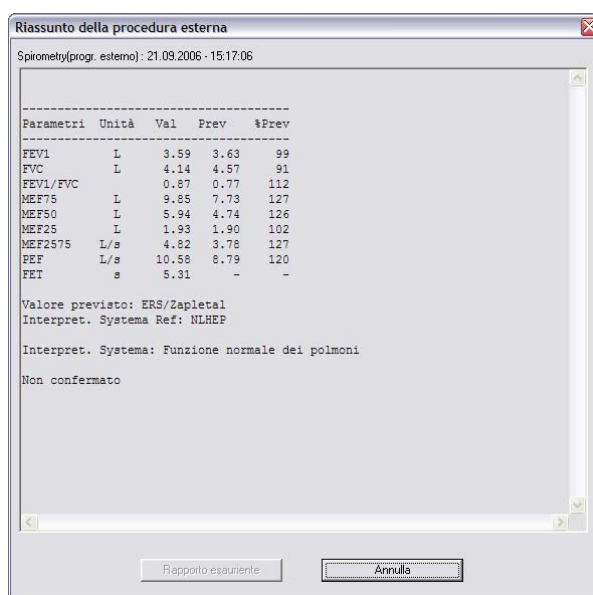 Riassunto della procedura esterna
Spirometry(progr. esterno) : 21.09.2006 - 15:17:06
--------------------------------------
Parametri Unità Val Prev %Prev
--------------------------------------
FEV1 L 3.59 3.63 99
FVC L 4.14 4.57 91
FEV1/FVC 0.87 0.77 112
MEF75 L 9.85 7.73 127
MEF50 L 5.94 4.74 126
MEF25 L 1.93 1.90 102
MEF2575 L/s 4.82 3.78 127
PEF L/s 10.58 8.79 120
FET s 5.31 - -
Valore previsto: ERS/Zapletal
Interpret. Systema Ref: NLHEP
Interpret. Systema: Funzione normale dei polmoni
Non confermato
Rapporto esauriente Annulla